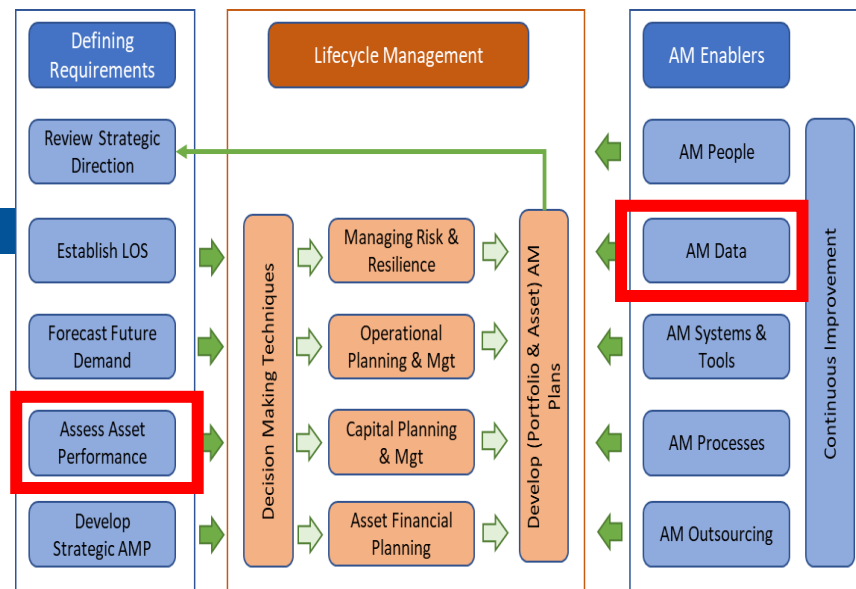 Defining
Requirements
Review Strategic
Direction
Establish LOS
Forecast Future
Demand
Assess Asset
Performance
Develop
Strategic AMP
Lifecycle Management
Decision Making Techniques
Managing Risk &
Resilience
Operational
Planning & Mgt
Capital Planning
& Mgt
Asset Financial
Planning
Develop (Portfolio & Asset) AM
Plans
AM Enablers
AM People
AM Data
AM Systems &
Tools
AM Processes
AM Outsourcing
Continuous Improvement